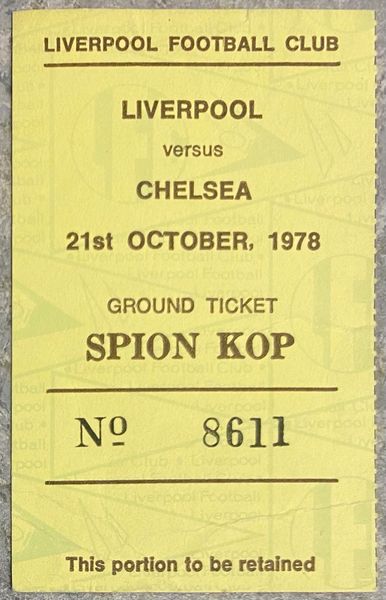 LIVERPOOL FOOTBALL CLUB
LIVERPOOL
versus
CHELSEA
21st OCTOBER, 1978
GROUND TICKET
SPION KOP
Nº 8611
This portion to be retained